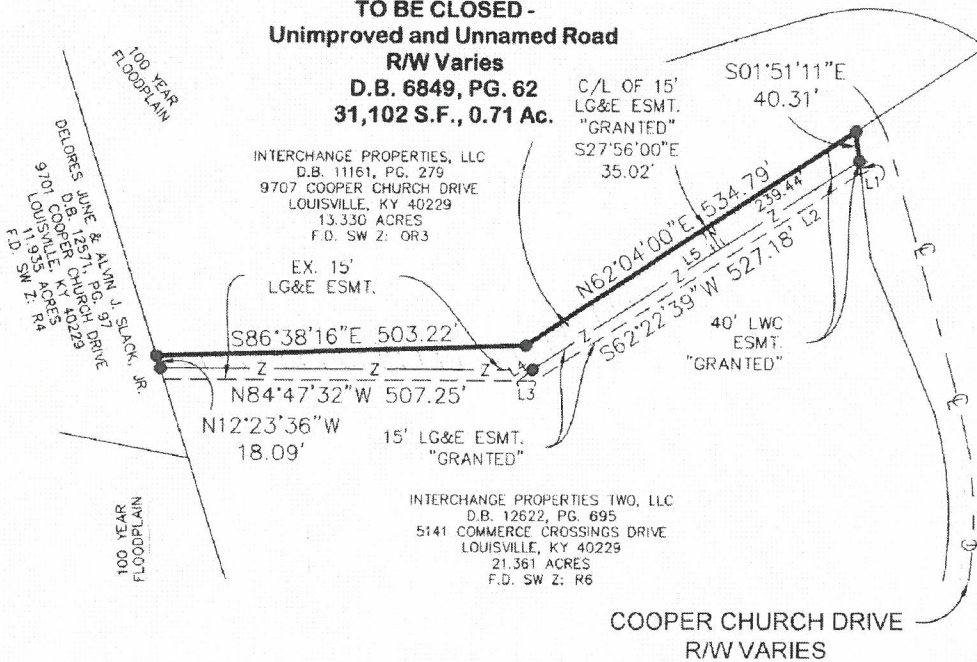 TO BE CLOSED -
Unimproved and Unnamed Road
R/W Varies
D.B. 6849, PG. 62
31,102 S.F., 0.71 Ac.
100 YEAR
FLOODPLAIN
C/L OF 15'
LG&E ESMT.
"GRANTED"
S27°56'00"E
35.02'
S01°51'11"E
40.31'
DELORES JUNE & ALVIN J. SLACK, JR.
D.B. 12571, PG. 97
9701 COOPER CHURCH DRIVE
LOUISVILLE, KY 40229
11.935 ACRES
F.D. SW Z: R4
INTERCHANGE PROPERTIES, LLC
D.B. 11161, PG. 279
9707 COOPER CHURCH DRIVE
LOUISVILLE, KY 40229
13.330 ACRES
F.D. SW Z: OR3
EX. 15'
LG&E ESMT.
N62°04'00"E 534.79'
239.44'
L1
L2
Z
L5
Z
S62°22'39"W 527.18'
Z
40' LWC
ESMT.
"GRANTED"
S86°38'16"E 503.22'
Z Z Z
L4
L3
N84°47'32"W 507.25'
N12°23'36"W
18.09'
15' LG&E ESMT.
"GRANTED"
INTERCHANGE PROPERTIES TWO, LLC
D.B. 12622, PG. 695
5141 COMMERCE CROSSINGS DRIVE
LOUISVILLE, KY 40229
21.361 ACRES
F.D. SW Z: R6
100 YEAR
FLOODPLAIN
COOPER CHURCH DRIVE
R/W VARIES